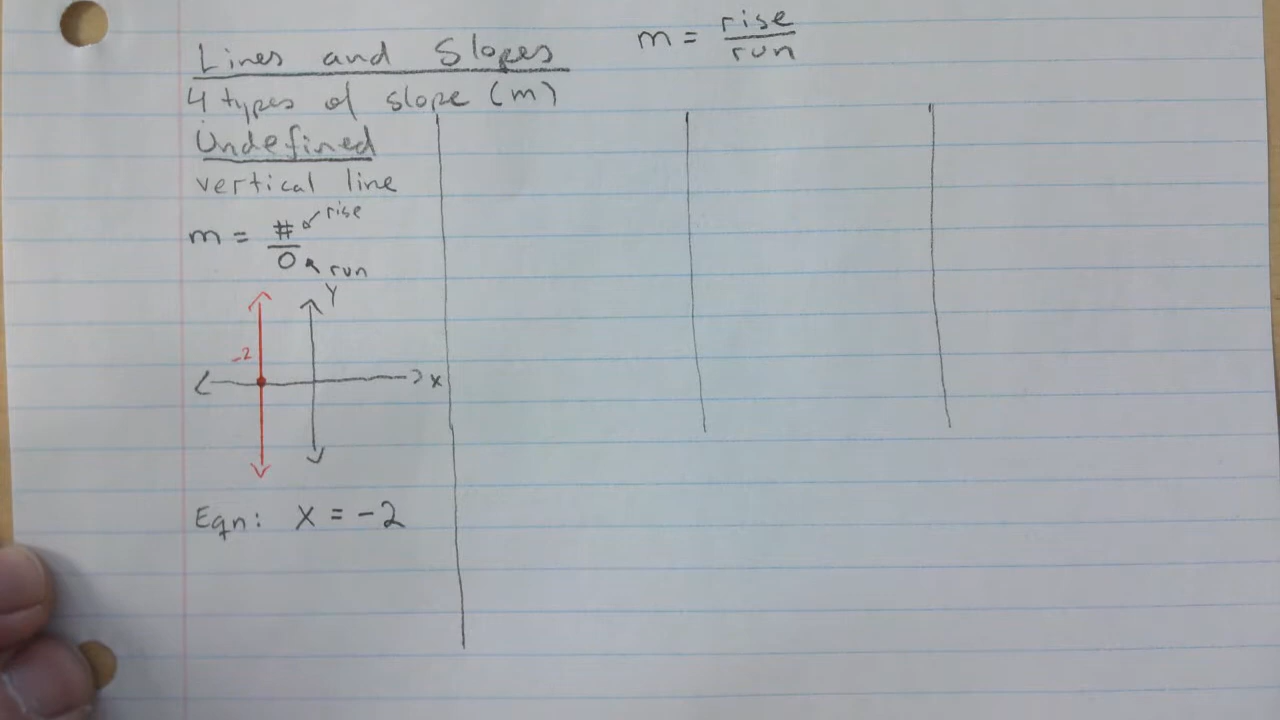 Lines and Slopes
m = rise/run
4 types of slope (m)
Undefined
vertical line
m = #/0
rise
run
Y
-2
x
Eqn: x = -2